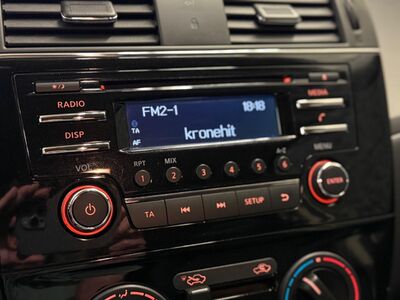 RADIO
MEDIA
FM2-1 18:18
TA
kronehit
AF
DISP
VOL
RPT MIX A-Z
1 2 3 4 5 6
MENU
ENTER
TA SETUP